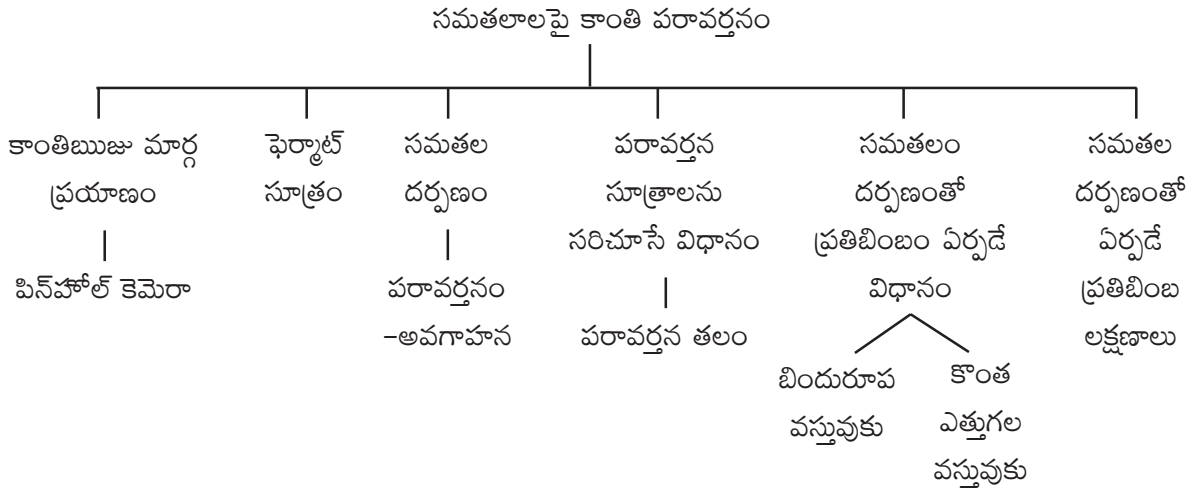 సమతలాలపై కాంతి పరావర్తనం
కాంతిఋజు మార్గ
ప్రయాణం
పిన్‌హోల్ కెమెరా
ఫెర్మాట్
సూత్రం
సమతల
దర్పణం
పరావర్తనం
-అవగాహన
పరావర్తన
సూత్రాలను
సరిచూసే విధానం
పరావర్తన తలం
సమతలం
దర్పణంతో
ప్రతిబింబం ఏర్పడే
విధానం
బిందురూప
వస్తువుకు
కొంత
ఎత్తుగల
వస్తువుకు
సమతల
దర్పణంతో
ఏర్పడే
ప్రతిబింబ
లక్షణాలు